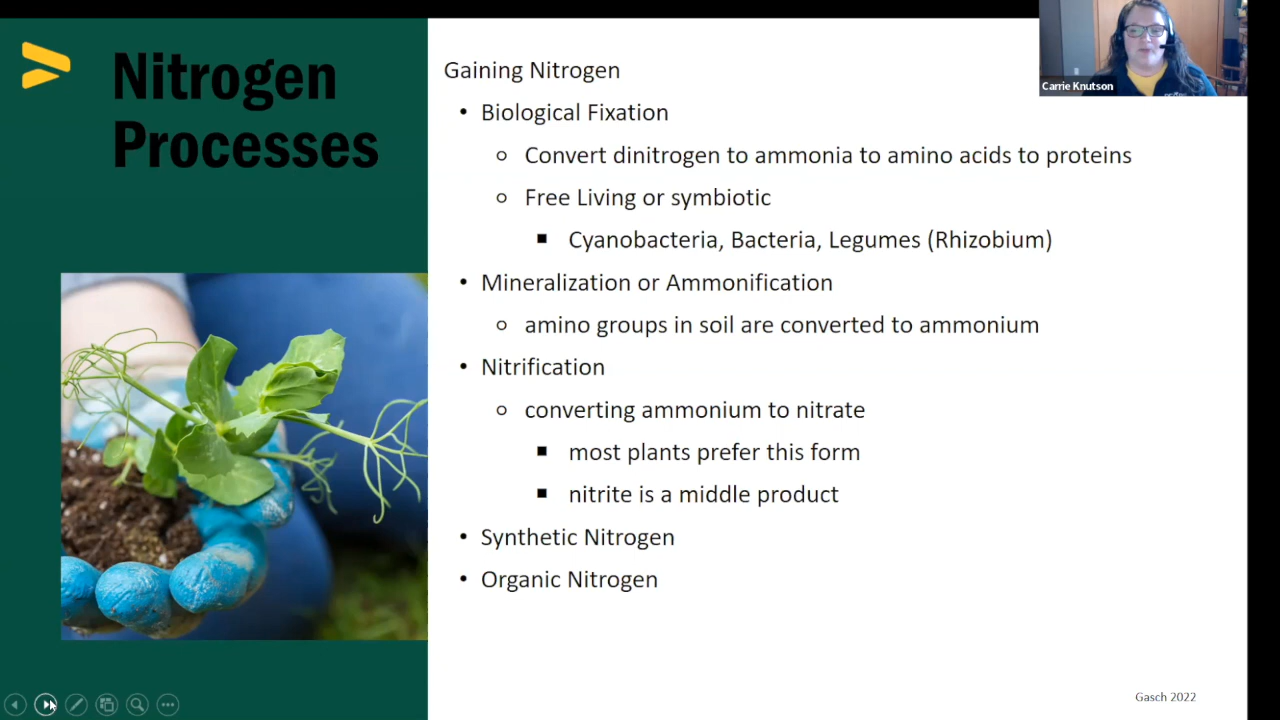 Nitrogen
Processes
Gaining Nitrogen
• Biological Fixation
o Convert dinitrogen to ammonia to amino acids to proteins
o Free Living or symbiotic
▪ Cyanobacteria, Bacteria, Legumes (Rhizobium)
• Mineralization or Ammonification
o amino groups in soil are converted to ammonium
• Nitrification
o converting ammonium to nitrate
▪ most plants prefer this form
▪ nitrite is a middle product
• Synthetic Nitrogen
• Organic Nitrogen
Carrie Knutson
Gasch 2022